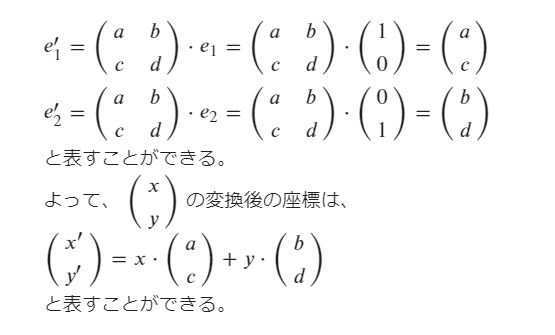 e′₁ = ( a b c d ) · e₁ = ( a b c d ) · ( 1 0 ) = ( a c )
e′₂ = ( a b c d ) · e₂ = ( a b c d ) · ( 0 1 ) = ( b d )
と表すことができる。
よって、 ( x y ) の変換後の座標は、
( x′ y′ ) = x · ( a c ) + y · ( b d )
と表すことができる。